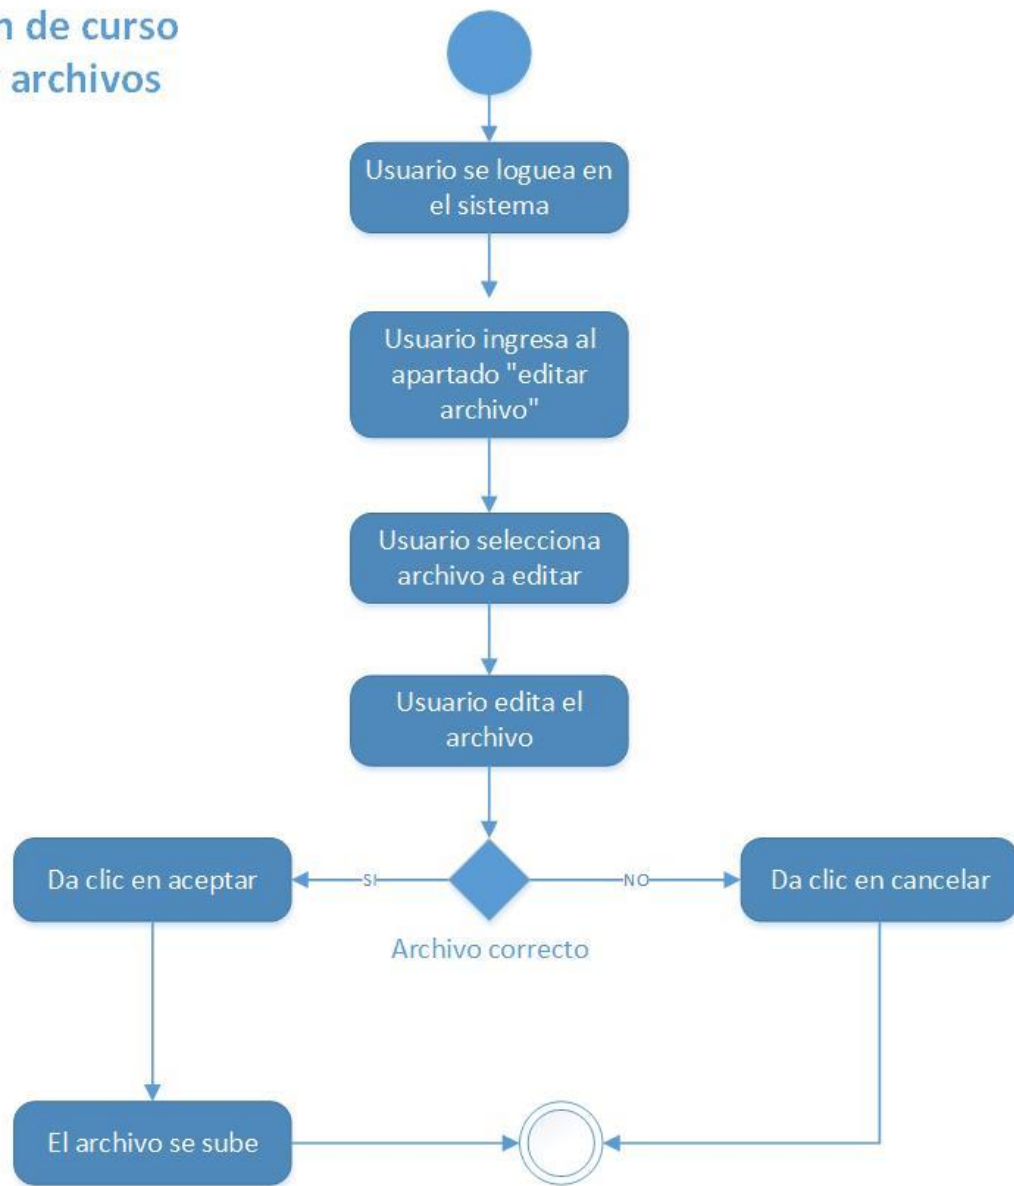 de curso
archivos
Usuario se loguea en
el sistema
Usuario ingresa al
apartado "editar
archivo"
Usuario selecciona
archivo a editar
Usuario edita el
archivo
Da clic en aceptar
SI
NO
Da clic en cancelar
Archivo correcto
El archivo se sube